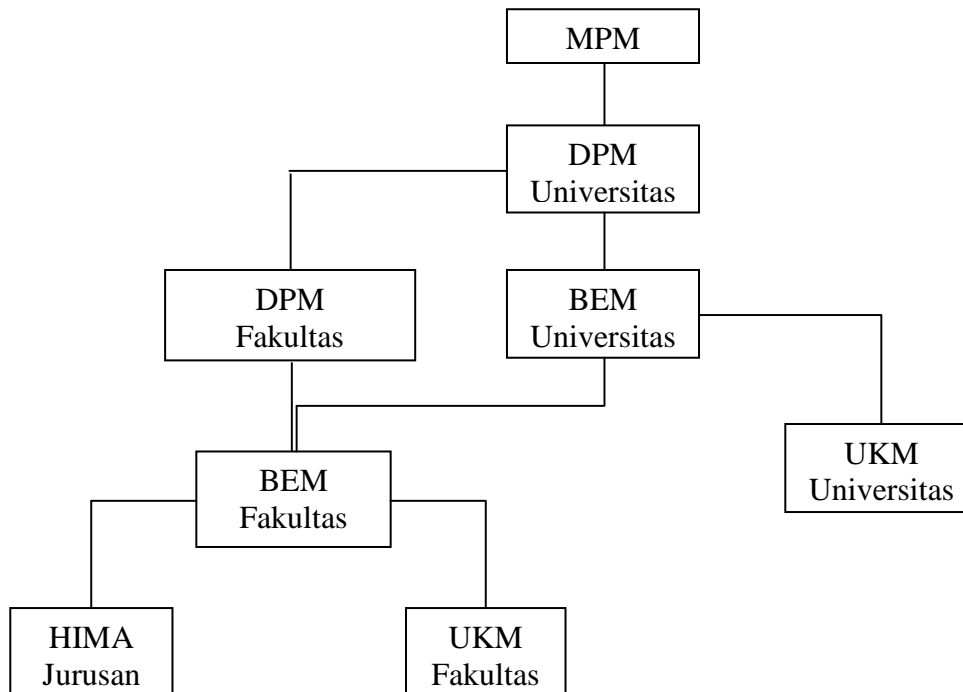 MPM
DPM
Universitas
DPM
Fakultas
BEM
Universitas
BEM
Fakultas
UKM
Universitas
HIMA
Jurusan
UKM
Fakultas